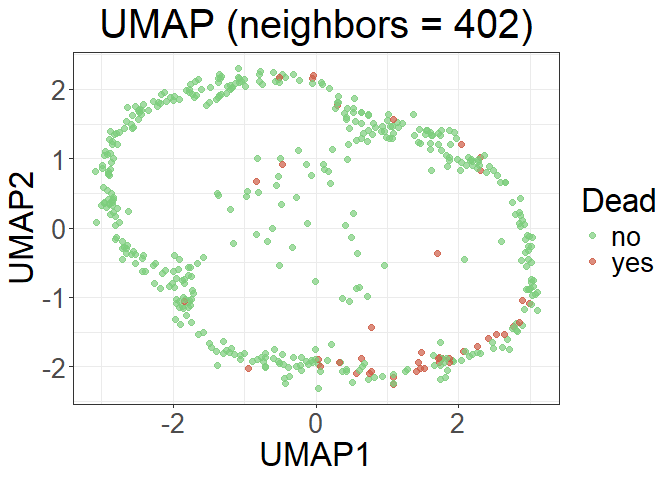 UMAP (neighbors = 402)
2
1
0
-1
-2
UMAP2
-2
0
2
UMAP1
Dead
no
yes